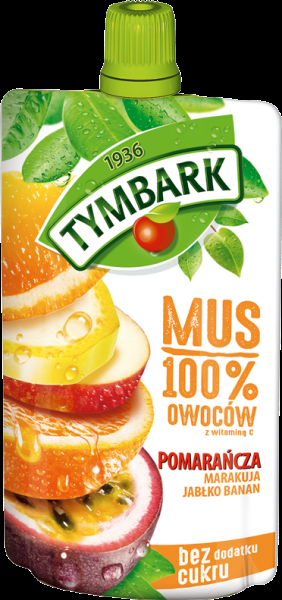 1936
TYMBARK
MUS
100%
OWOCÓW
z witaminą C
POMARAŃCZA
MARAKUJA
JABŁKO BANAN
bez dodatku
cukru